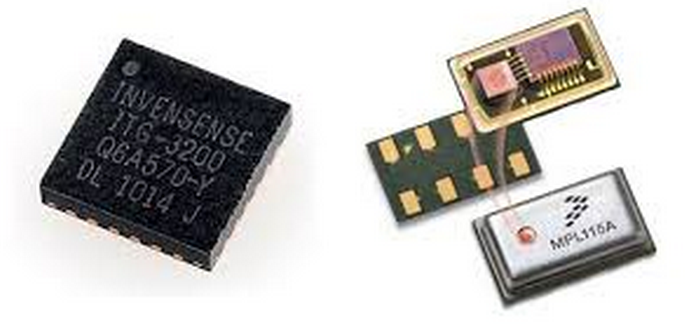 INVENSENSE
ITG-3200
QGA570-Y
DL 1014 J
MPL115A